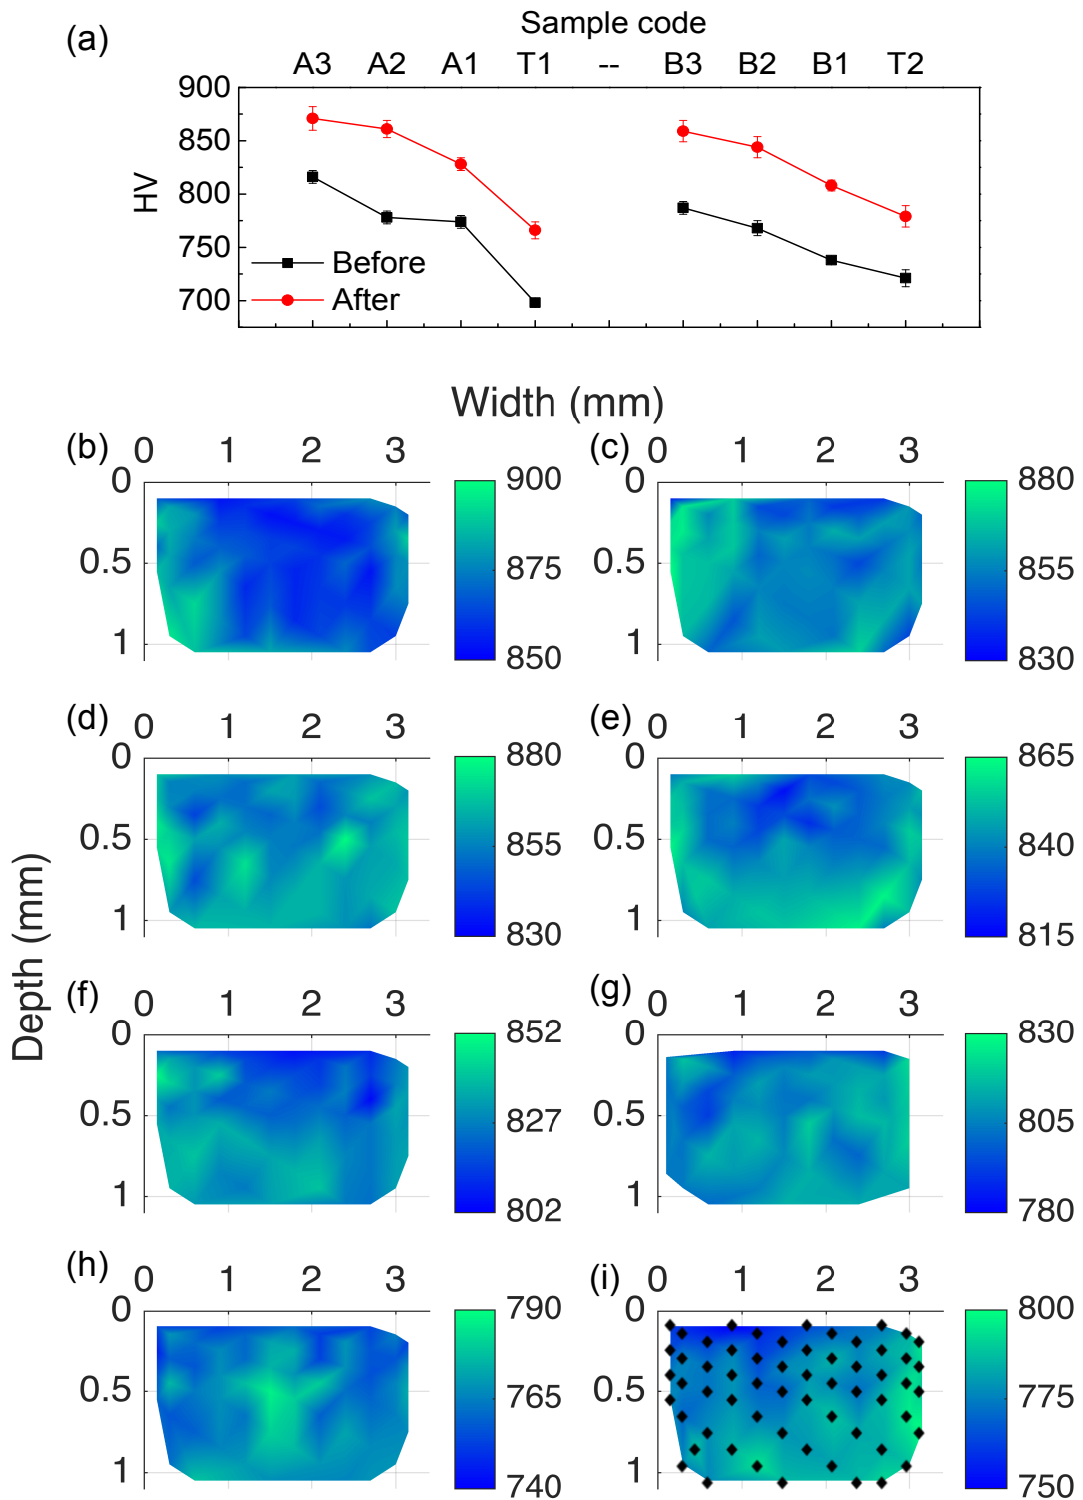 (a)
Sample code
A3 A2 A1 T1 -- B3 B2 B1 T2
900
850
800
750
700
HV
Before
After
Width (mm)
Depth (mm)
(b)
0 1 2 3
0
0.5
1
900
875
850
(c)
0 1 2 3
0
0.5
1
880
855
830
(d)
0 1 2 3
0
0.5
1
880
855
830
(e)
0 1 2 3
0
0.5
1
865
840
815
(f)
0 1 2 3
0
0.5
1
852
827
802
(g)
0 1 2 3
0
0.5
1
830
805
780
(h)
0 1 2 3
0
0.5
1
790
765
740
(i)
0 1 2 3
0
0.5
1
800
775
750